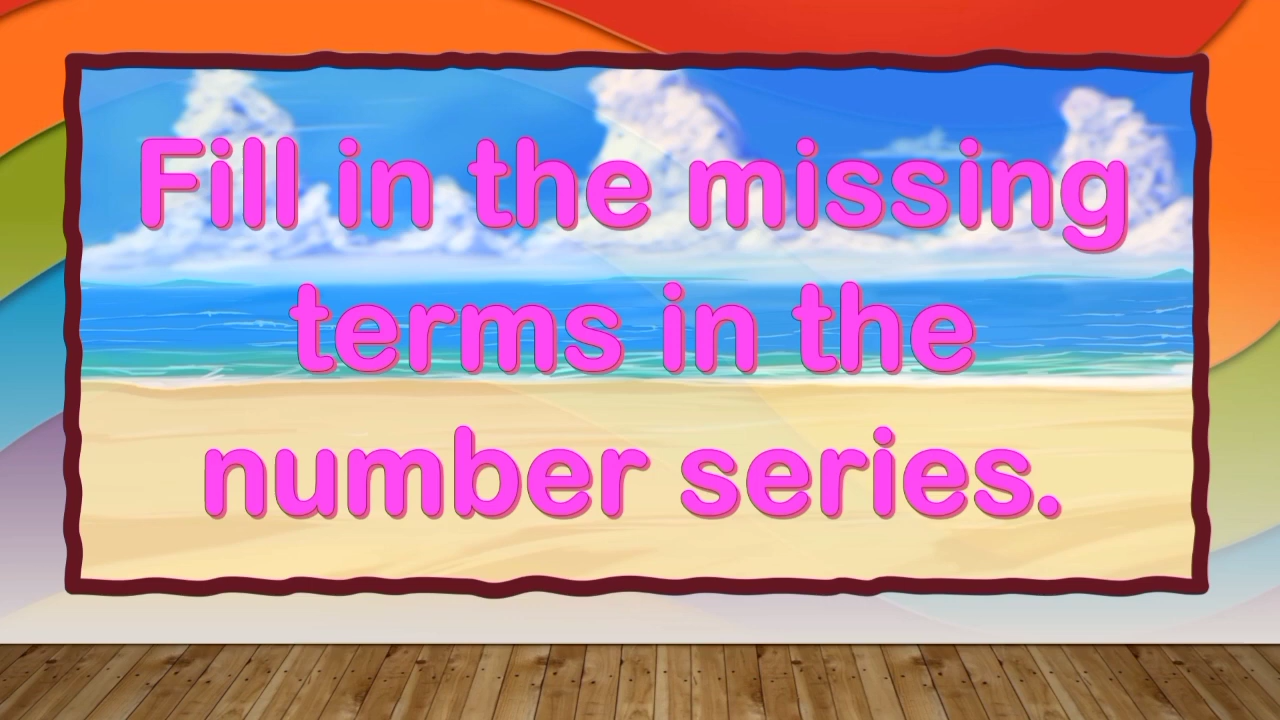 Fill in the missing
terms in the
number series.